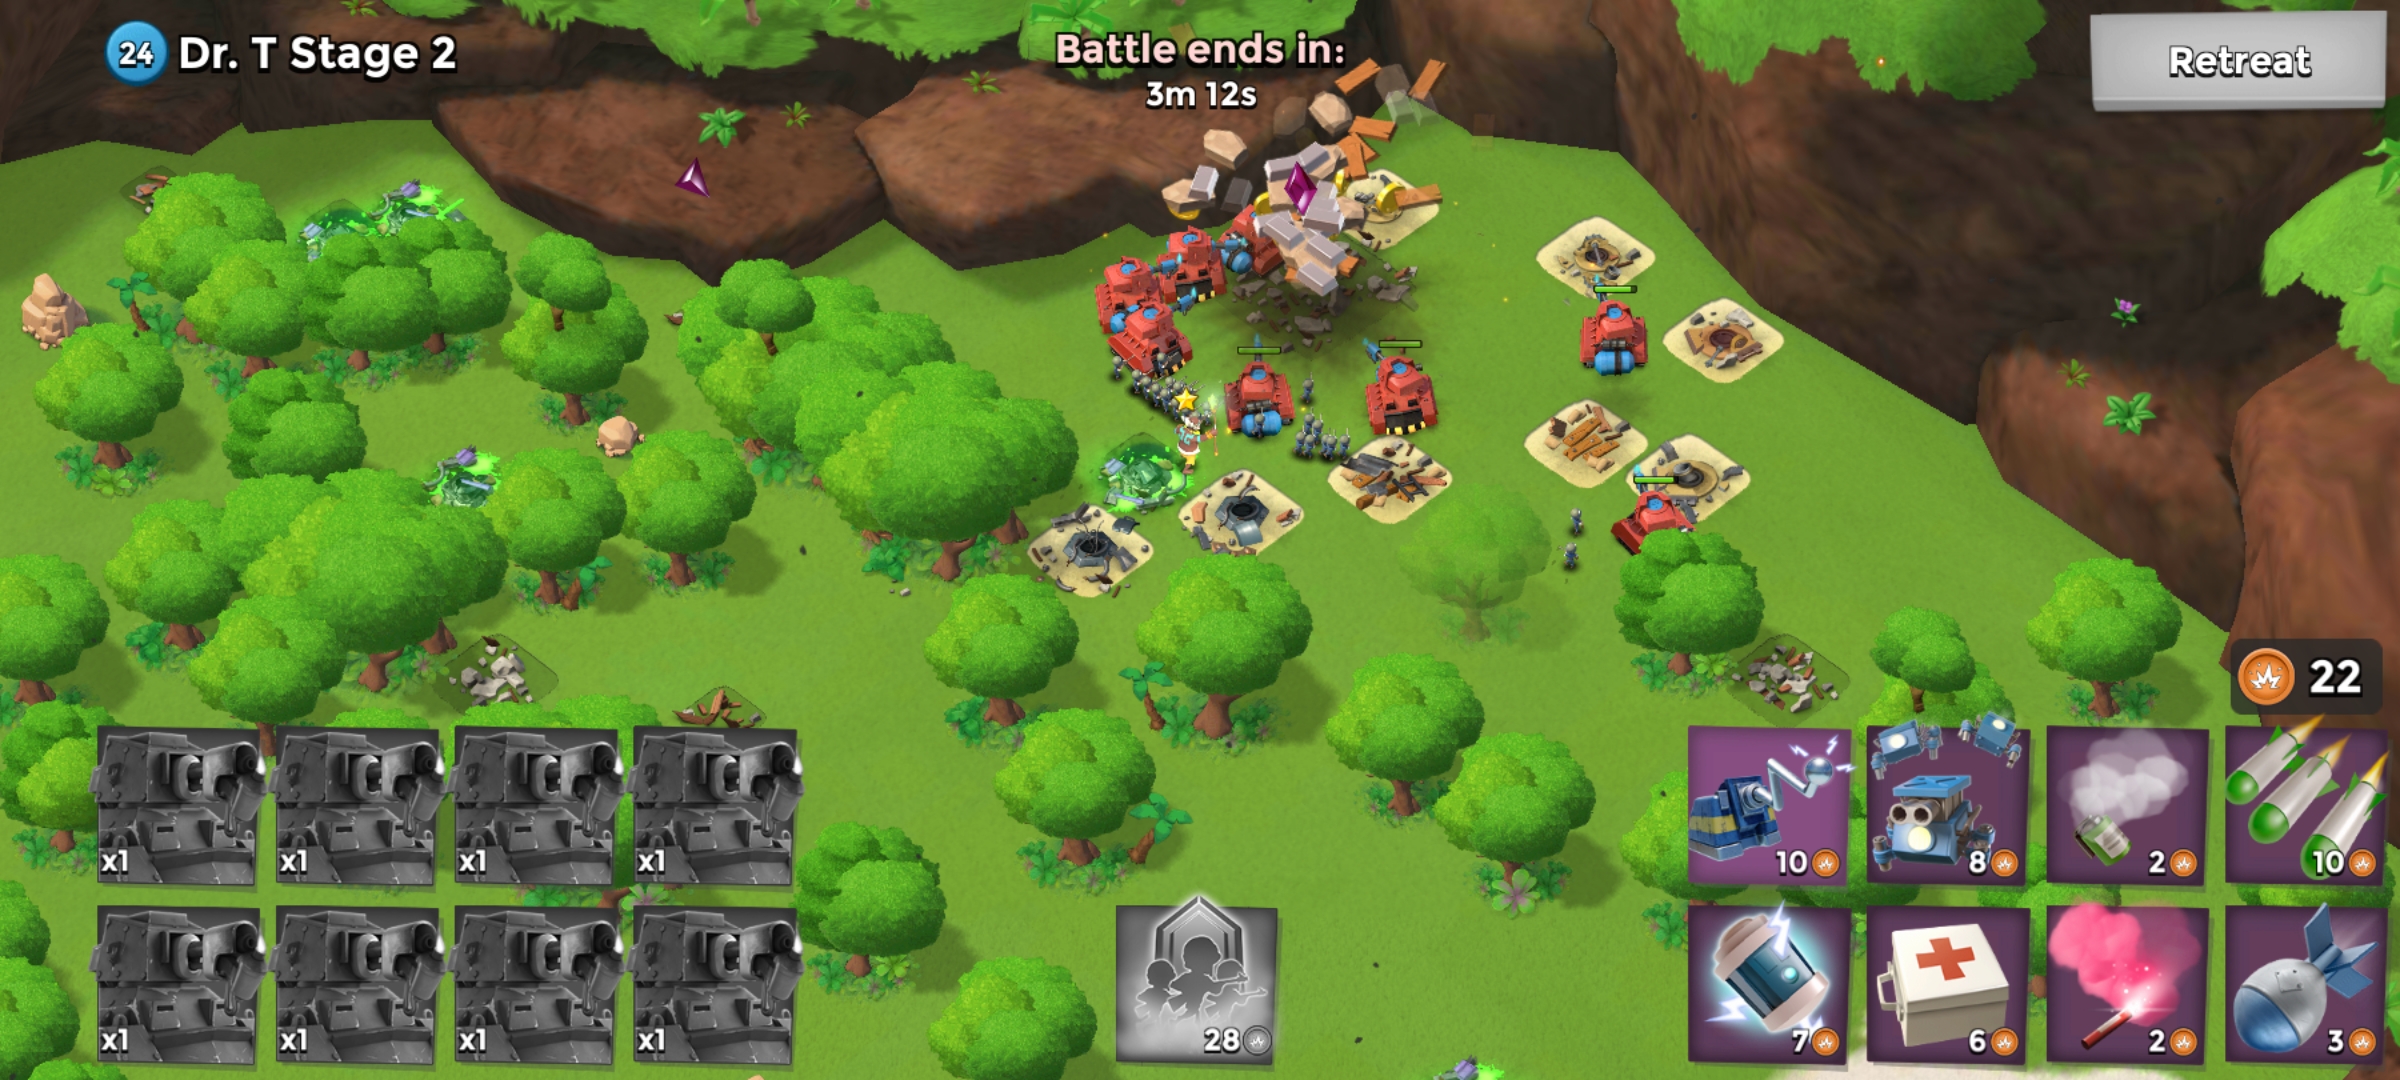 24 Dr. T Stage 2
Battle ends in:
3m 12s
Retreat
22
x1 x1 x1 x1
10 8 2 10
x1 x1 x1 x1
28
7 6 2 3